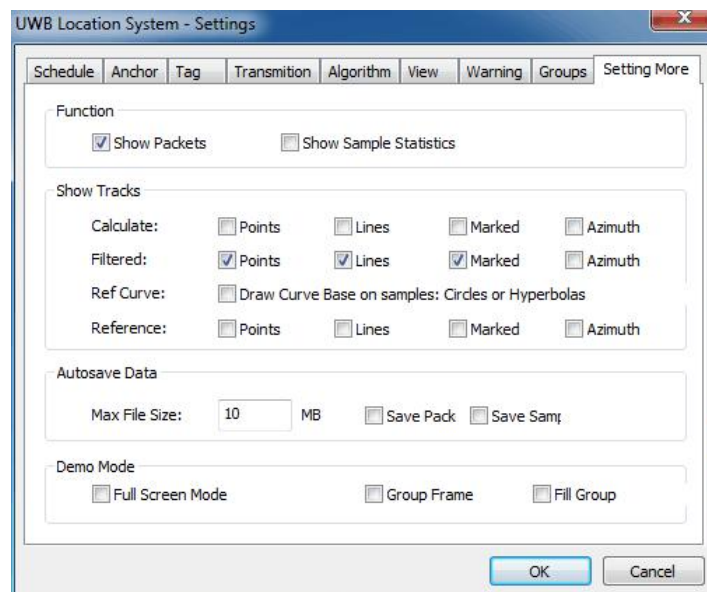 UWB Location System - Settings
Schedule Anchor Tag Transmition Algorithm View Warning Groups Setting More
Function
Show Packets Show Sample Statistics
Show Tracks
Calculate: Points Lines Marked Azimuth
Filtered: Points Lines Marked Azimuth
Ref Curve: Draw Curve Base on samples: Circles or Hyperbolas
Reference: Points Lines Marked Azimuth
Autosave Data
Max File Size: 10 MB Save Pack Save Samp
Demo Mode
Full Screen Mode Group Frame Fill Group
OK Cancel